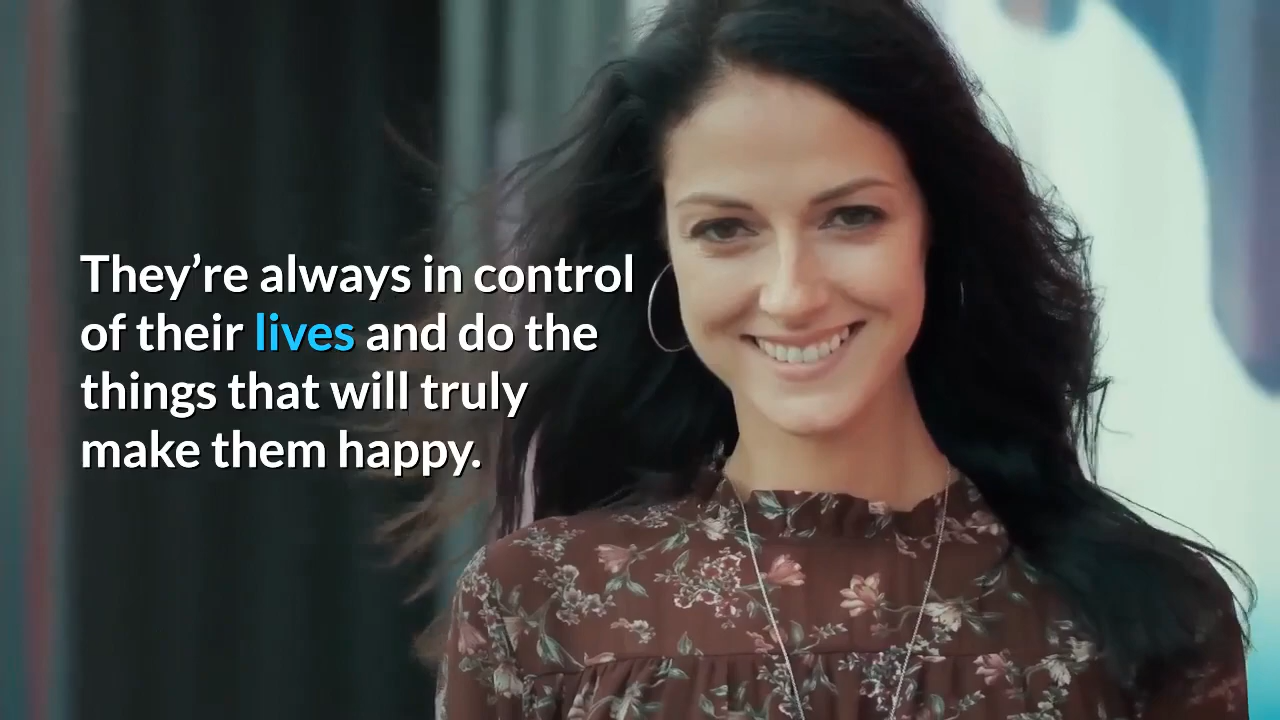 They’re always in control
of their lives and do the
things that will truly
make them happy.